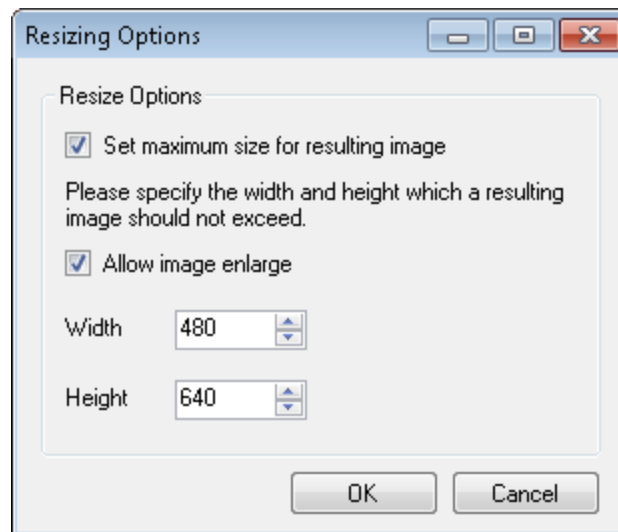 Resizing Options
Resize Options
Set maximum size for resulting image
Please specify the width and height which a resulting
image should not exceed.
Allow image enlarge
Width 480
Height 640
OK Cancel